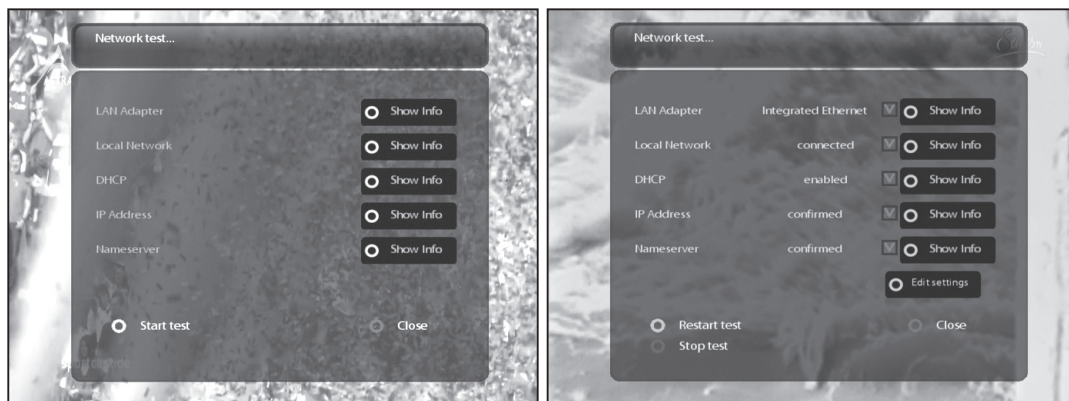 Network test...
LAN Adapter Show Info
Local Network Show Info
DHCP Show Info
IP Address Show Info
Nameserver Show Info
Start test Close
Network test...
LAN Adapter Integrated Ethernet Show Info
Local Network connected Show Info
DHCP enabled Show Info
IP Address confirmed Show Info
Nameserver confirmed Show Info
Edit settings
Restart test Close
Stop test